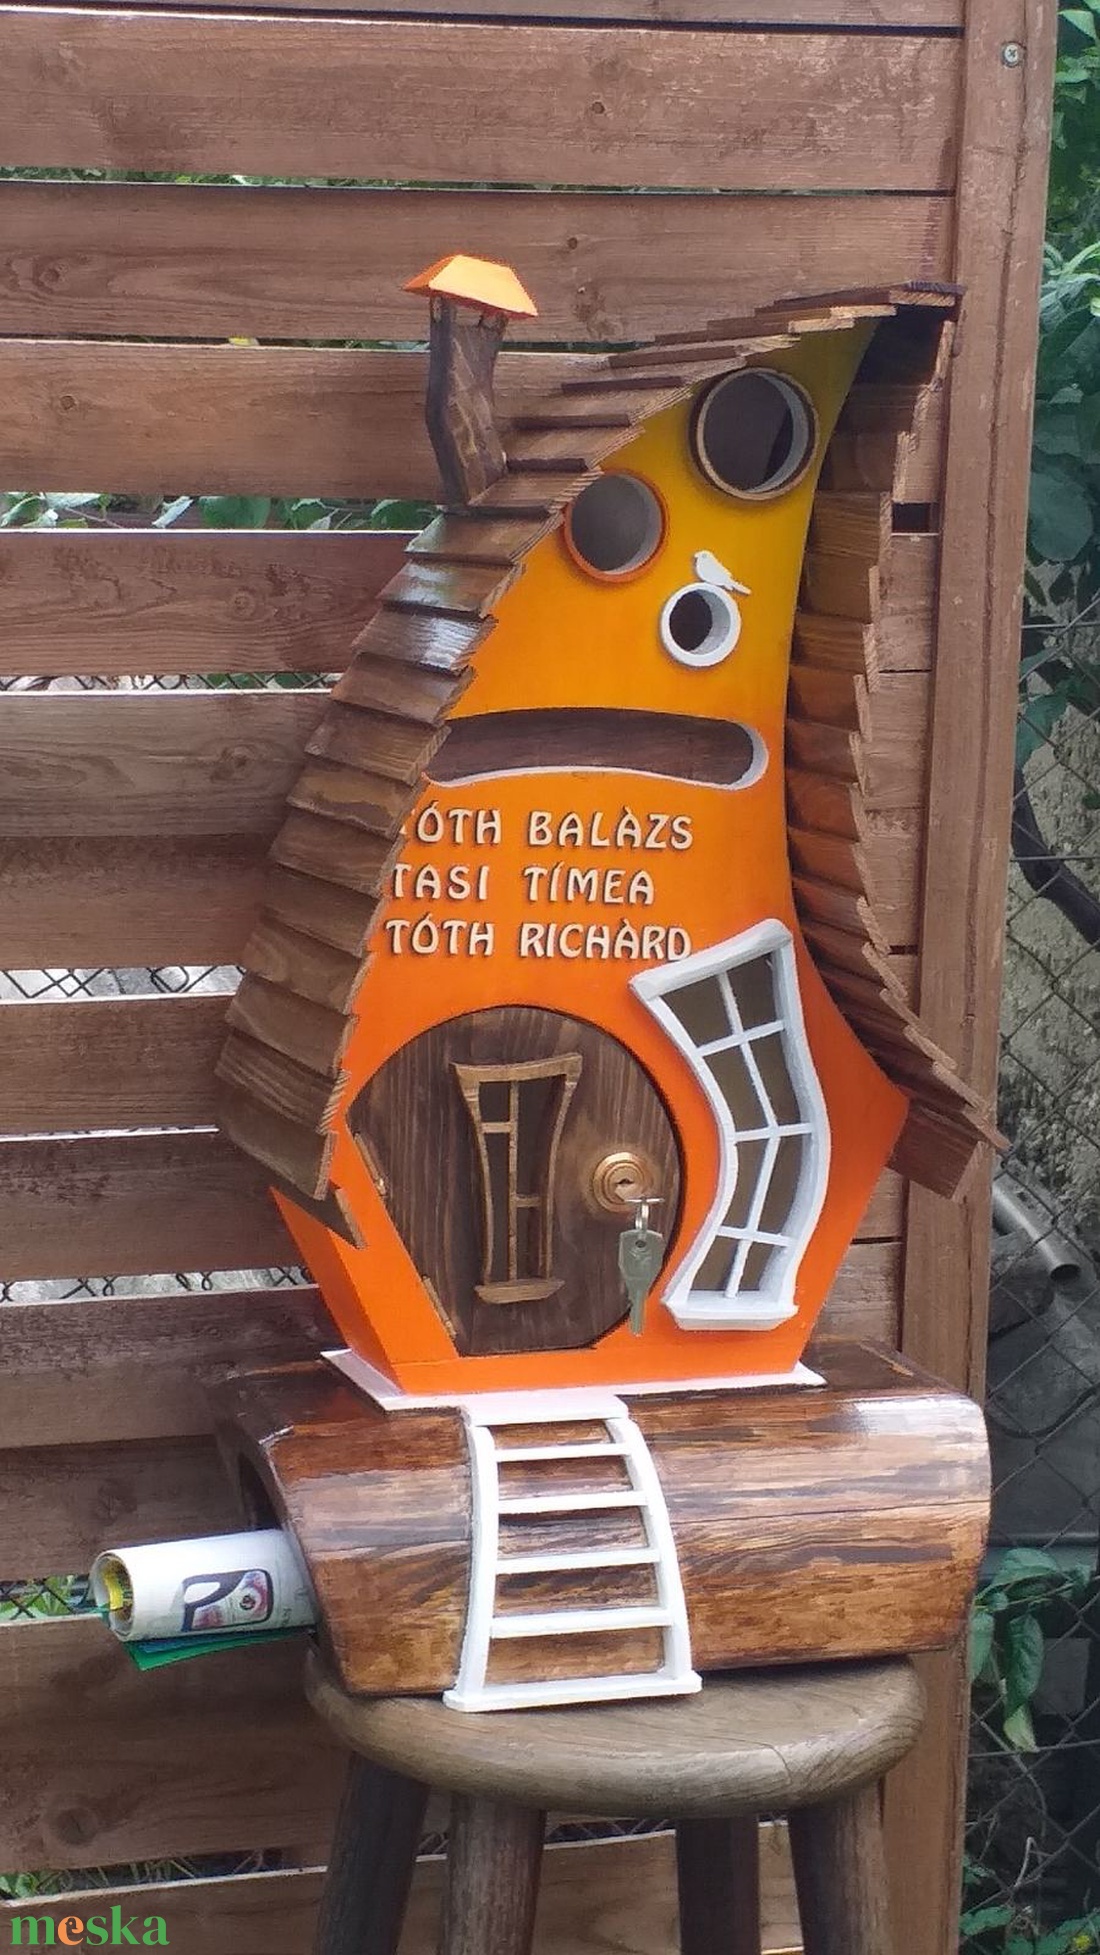 TÓTH BALÀZS
TASI TÍMEA
TÓTH RICHÀRD
meska